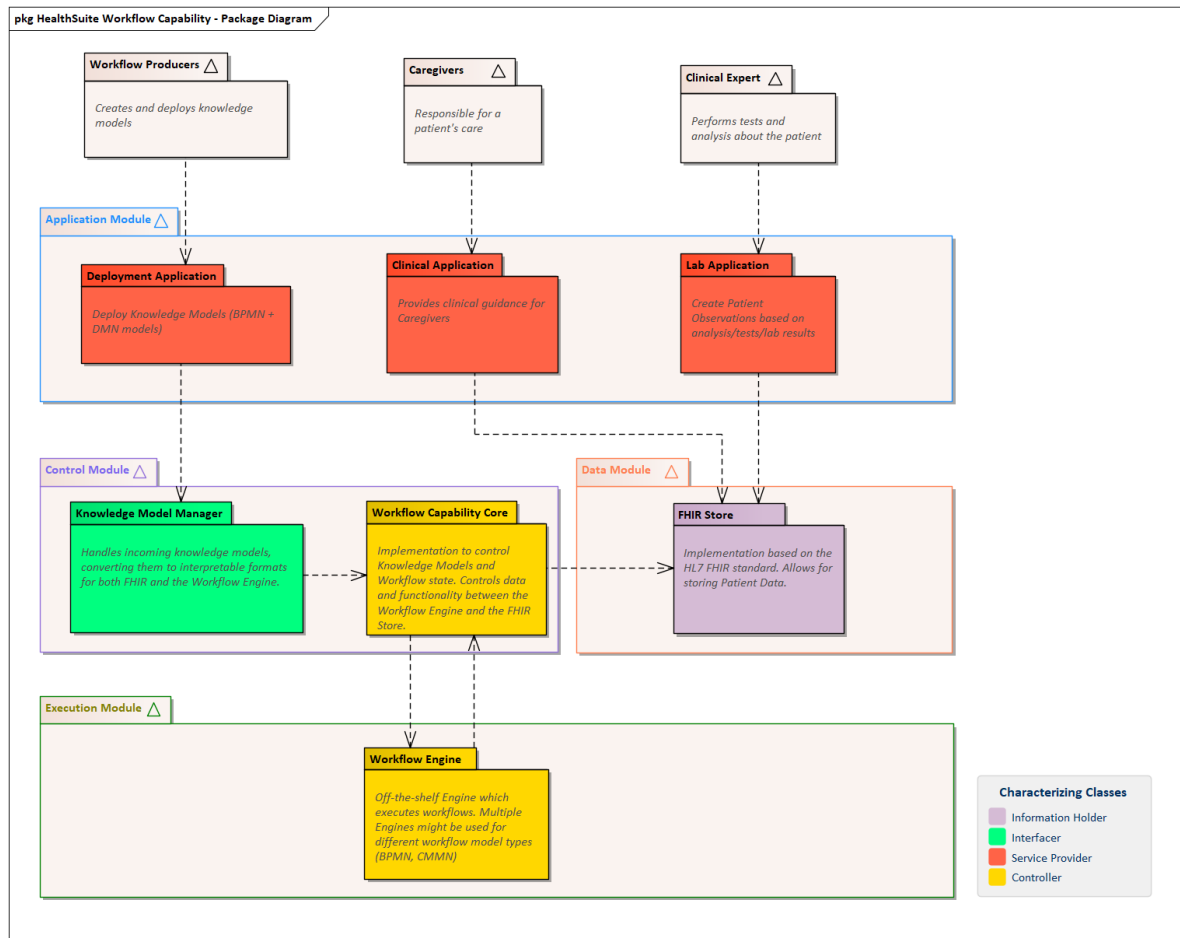 pkg HealthSuite Workflow Capability - Package Diagram
Workflow Producers
Creates and deploys knowledge
models
Caregivers
Responsible for a
patient's care
Clinical Expert
Performs tests and
analysis about the patient
Application Module
Deployment Application
Deploy Knowledge Models (BPMN +
DMN models)
Clinical Application
Provides clinical guidance for
Caregivers
Lab Application
Create Patient
Observations based on
analysis/tests/lab results
Control Module
Knowledge Model Manager
Handles incoming knowledge models,
converting them to interpretable formats
for both FHIR and the Workflow Engine.
Workflow Capability Core
Implementation to control
Knowledge Models and
Workflow state. Controls data
and functionality between the
Workflow Engine and the FHIR
Store.
Data Module
FHIR Store
Implementation based on the
HL7 FHIR standard. Allows for
storing Patient Data.
Execution Module
Workflow Engine
Off-the-shelf Engine which
executes workflows. Multiple
Engines might be used for
different workflow model types
(BPMN, CMMN)
Characterizing Classes
Information Holder
Interfacer
Service Provider
Controller